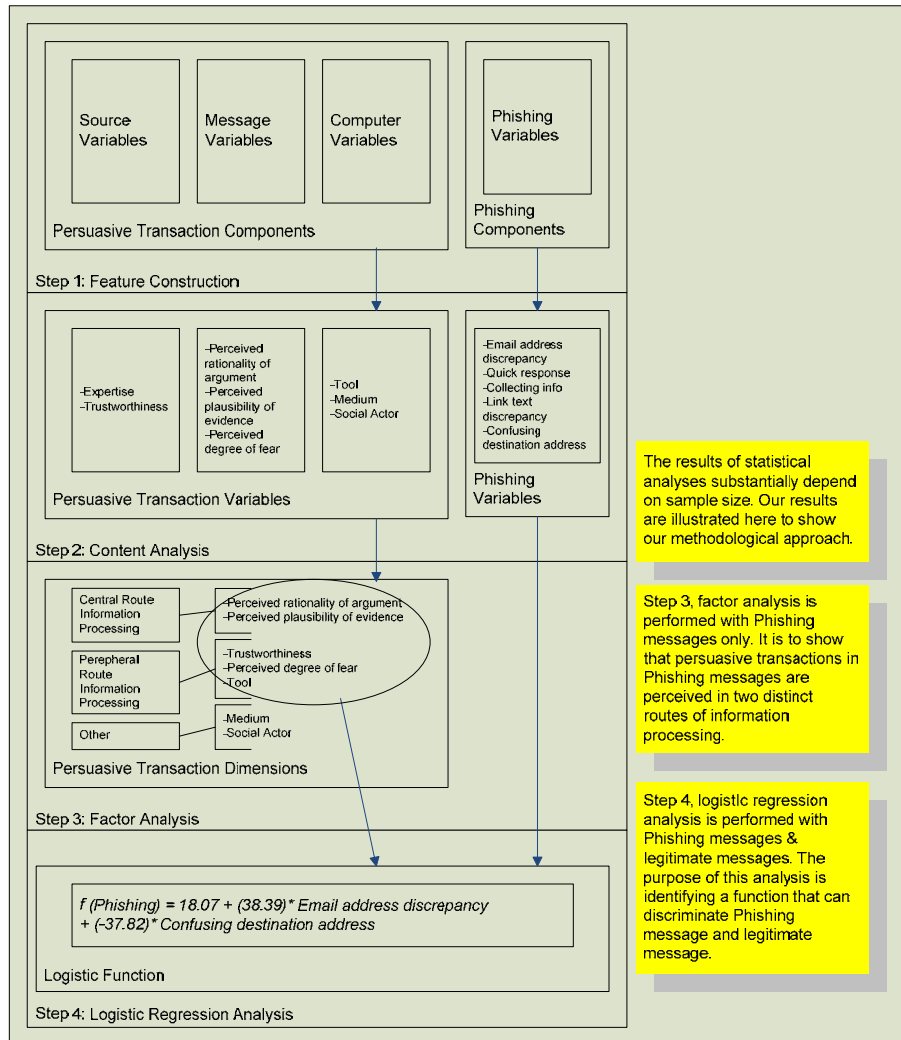 Source
Variables
Message
Variables
Computer
Variables
Persuasive Transaction Components
Phishing
Variables
Phishing
Components
Step 1: Feature Construction
-Expertise
-Trustworthiness
-Perceived
rationality of
argument
-Perceived
plausibility of
evidence
-Perceived
degree of fear
-Tool
-Medium
-Social Actor
Persuasive Transaction Variables
-Email address
discrepancy
-Quick response
-Collecting info
-Link text
discrepancy
-Confusing
destination address
Phishing
Variables
Step 2: Content Analysis
Central Route
Information
Processing
-Perceived rationality of argument
-Perceived plausibility of evidence
Perepheral
Route
Information
Processing
-Trustworthiness
-Perceived degree of fear
-Tool
Other
-Medium
-Social Actor
Persuasive Transaction Dimensions
Step 3: Factor Analysis
f (Phishing) = 18.07 + (38.39)* Email address discrepancy
+ (-37.82)* Confusing destination address
Logistic Function
Step 4: Logistic Regression Analysis
The results of statistical
analyses substantially depend
on sample size. Our results
are illustrated here to show
our methodological approach.
Step 3, factor analysis is
performed with Phishing
messages only. It is to show
that persuasive transactions in
Phishing messages are
perceived in two distinct
routes of information
processing.
Step 4, logistic regression
analysis is performed with
Phishing messages &
legitimate messages. The
purpose of this analysis is
identifying a function that can
discriminate Phishing
message and legitimate
message.